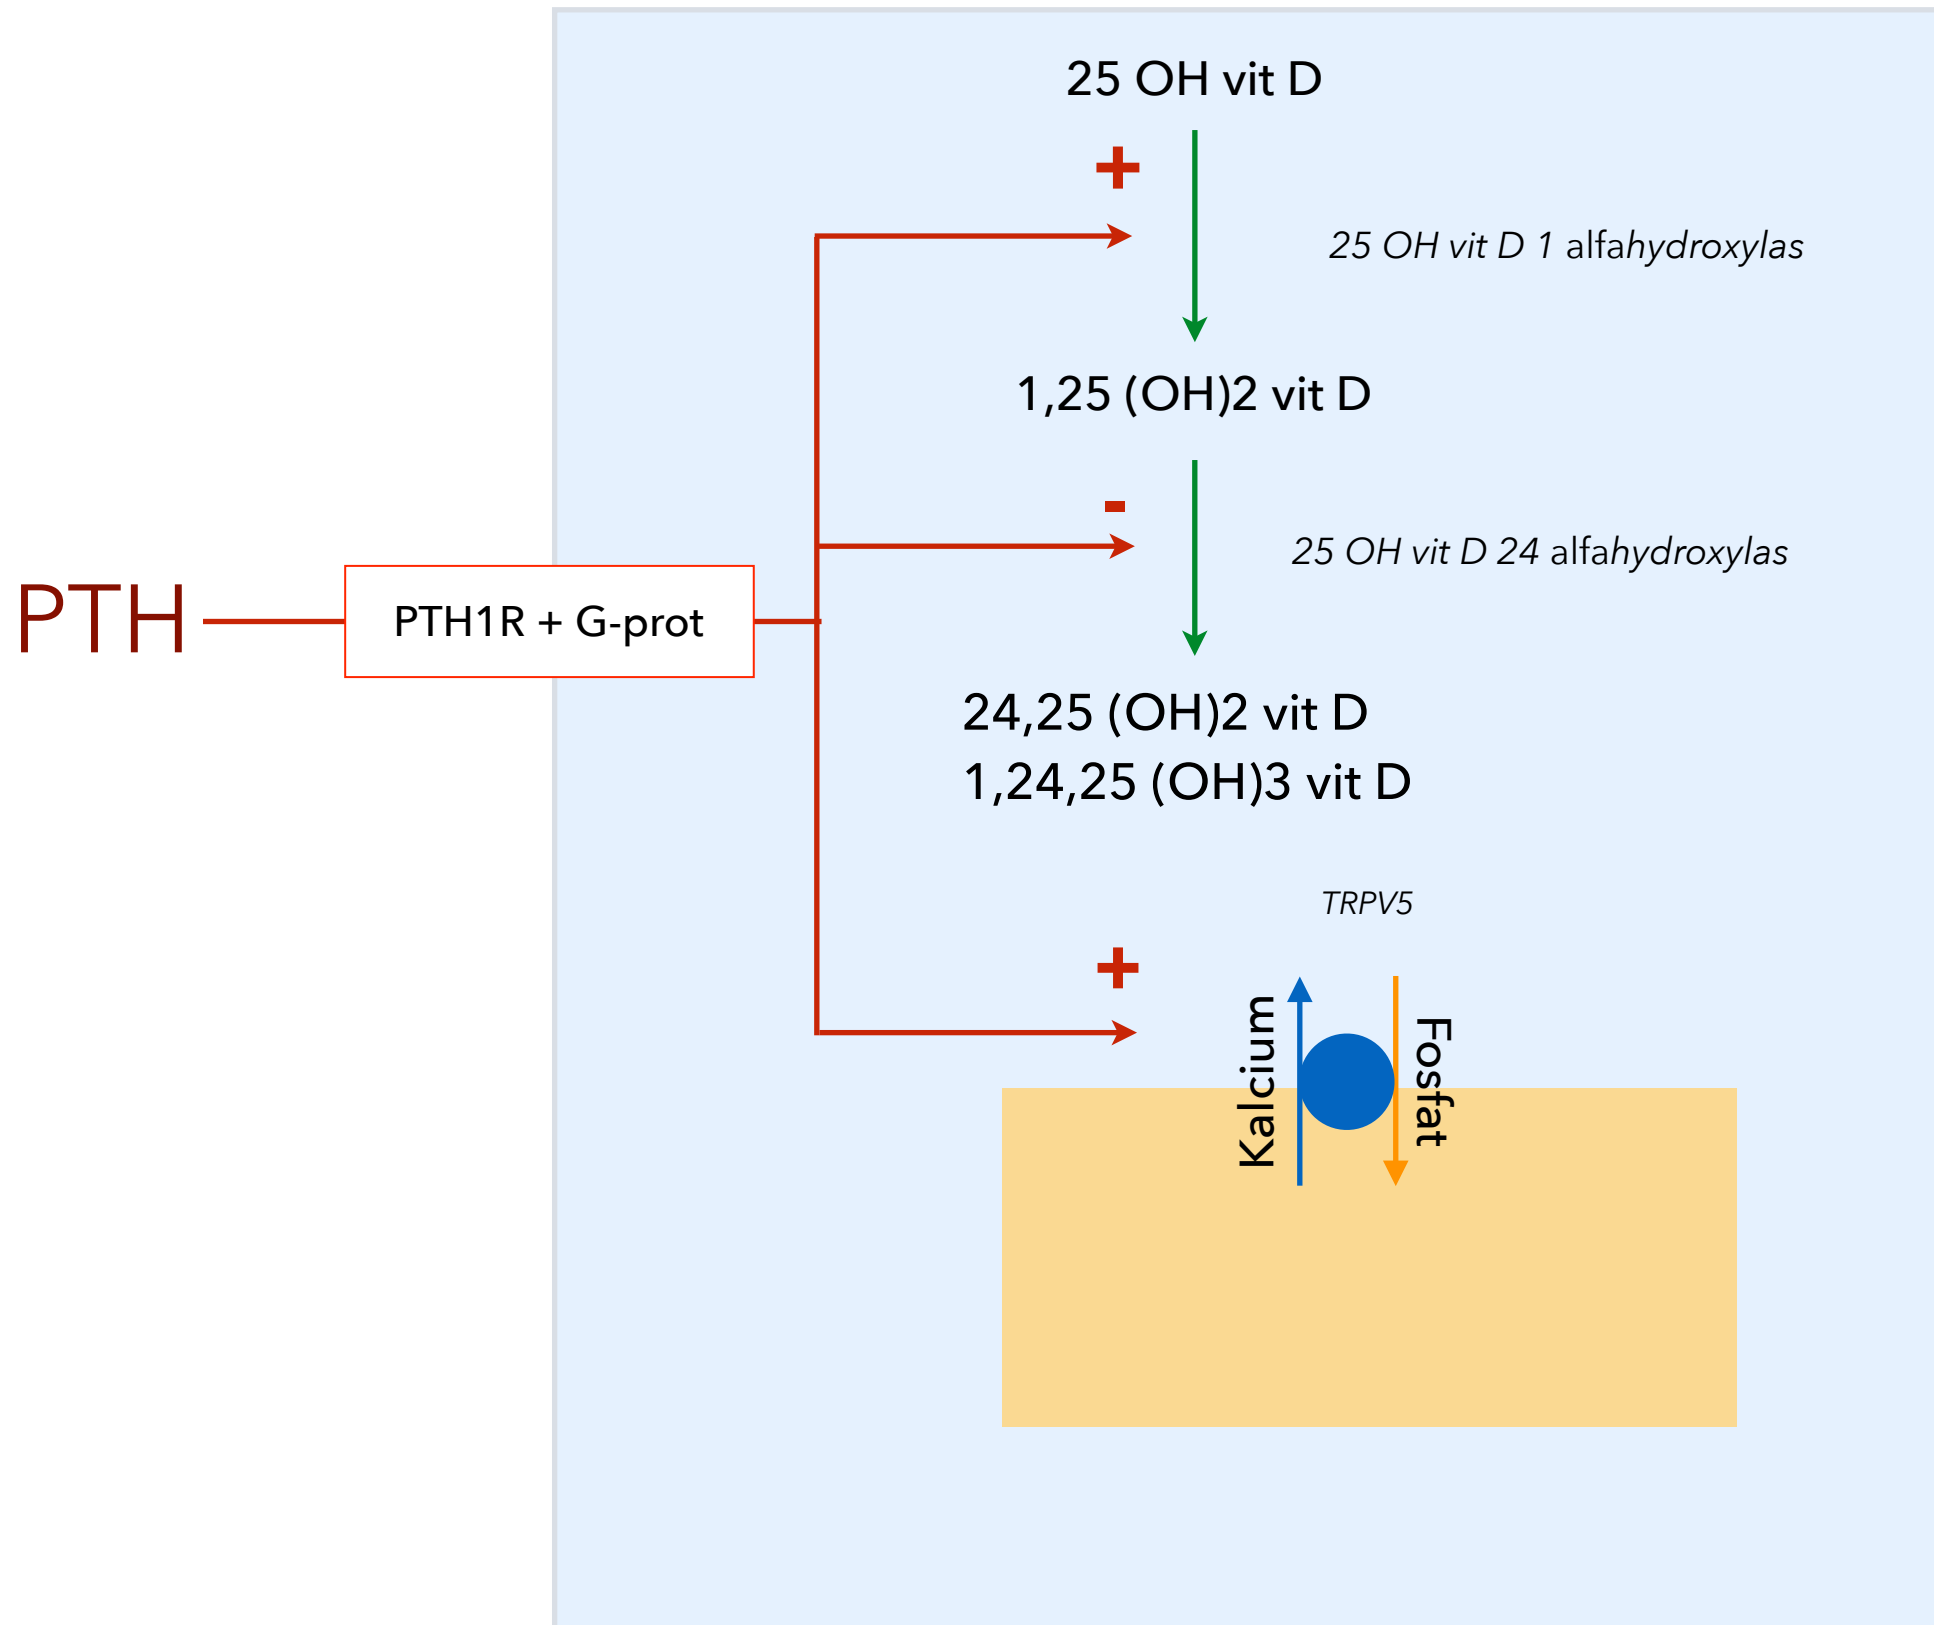 25 OH vit D
+
25 OH vit D 1 alfahydroxylas
1,25 (OH)2 vit D
-
25 OH vit D 24 alfahydroxylas
PTH
PTH1R + G-prot
24,25 (OH)2 vit D
1,24,25 (OH)3 vit D
TRPV5
+
Kalcium
Fosfat